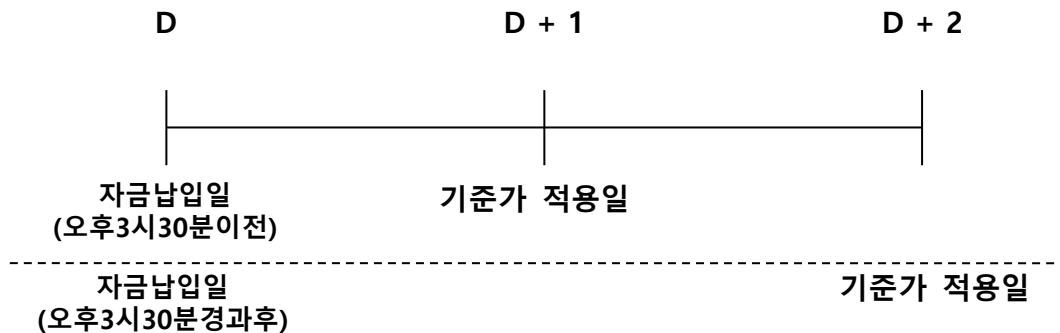 D D + 1 D + 2
자금납입일 기준가 적용일
(오후3시30분이전)
자금납입일 기준가 적용일
(오후3시30분경과후)